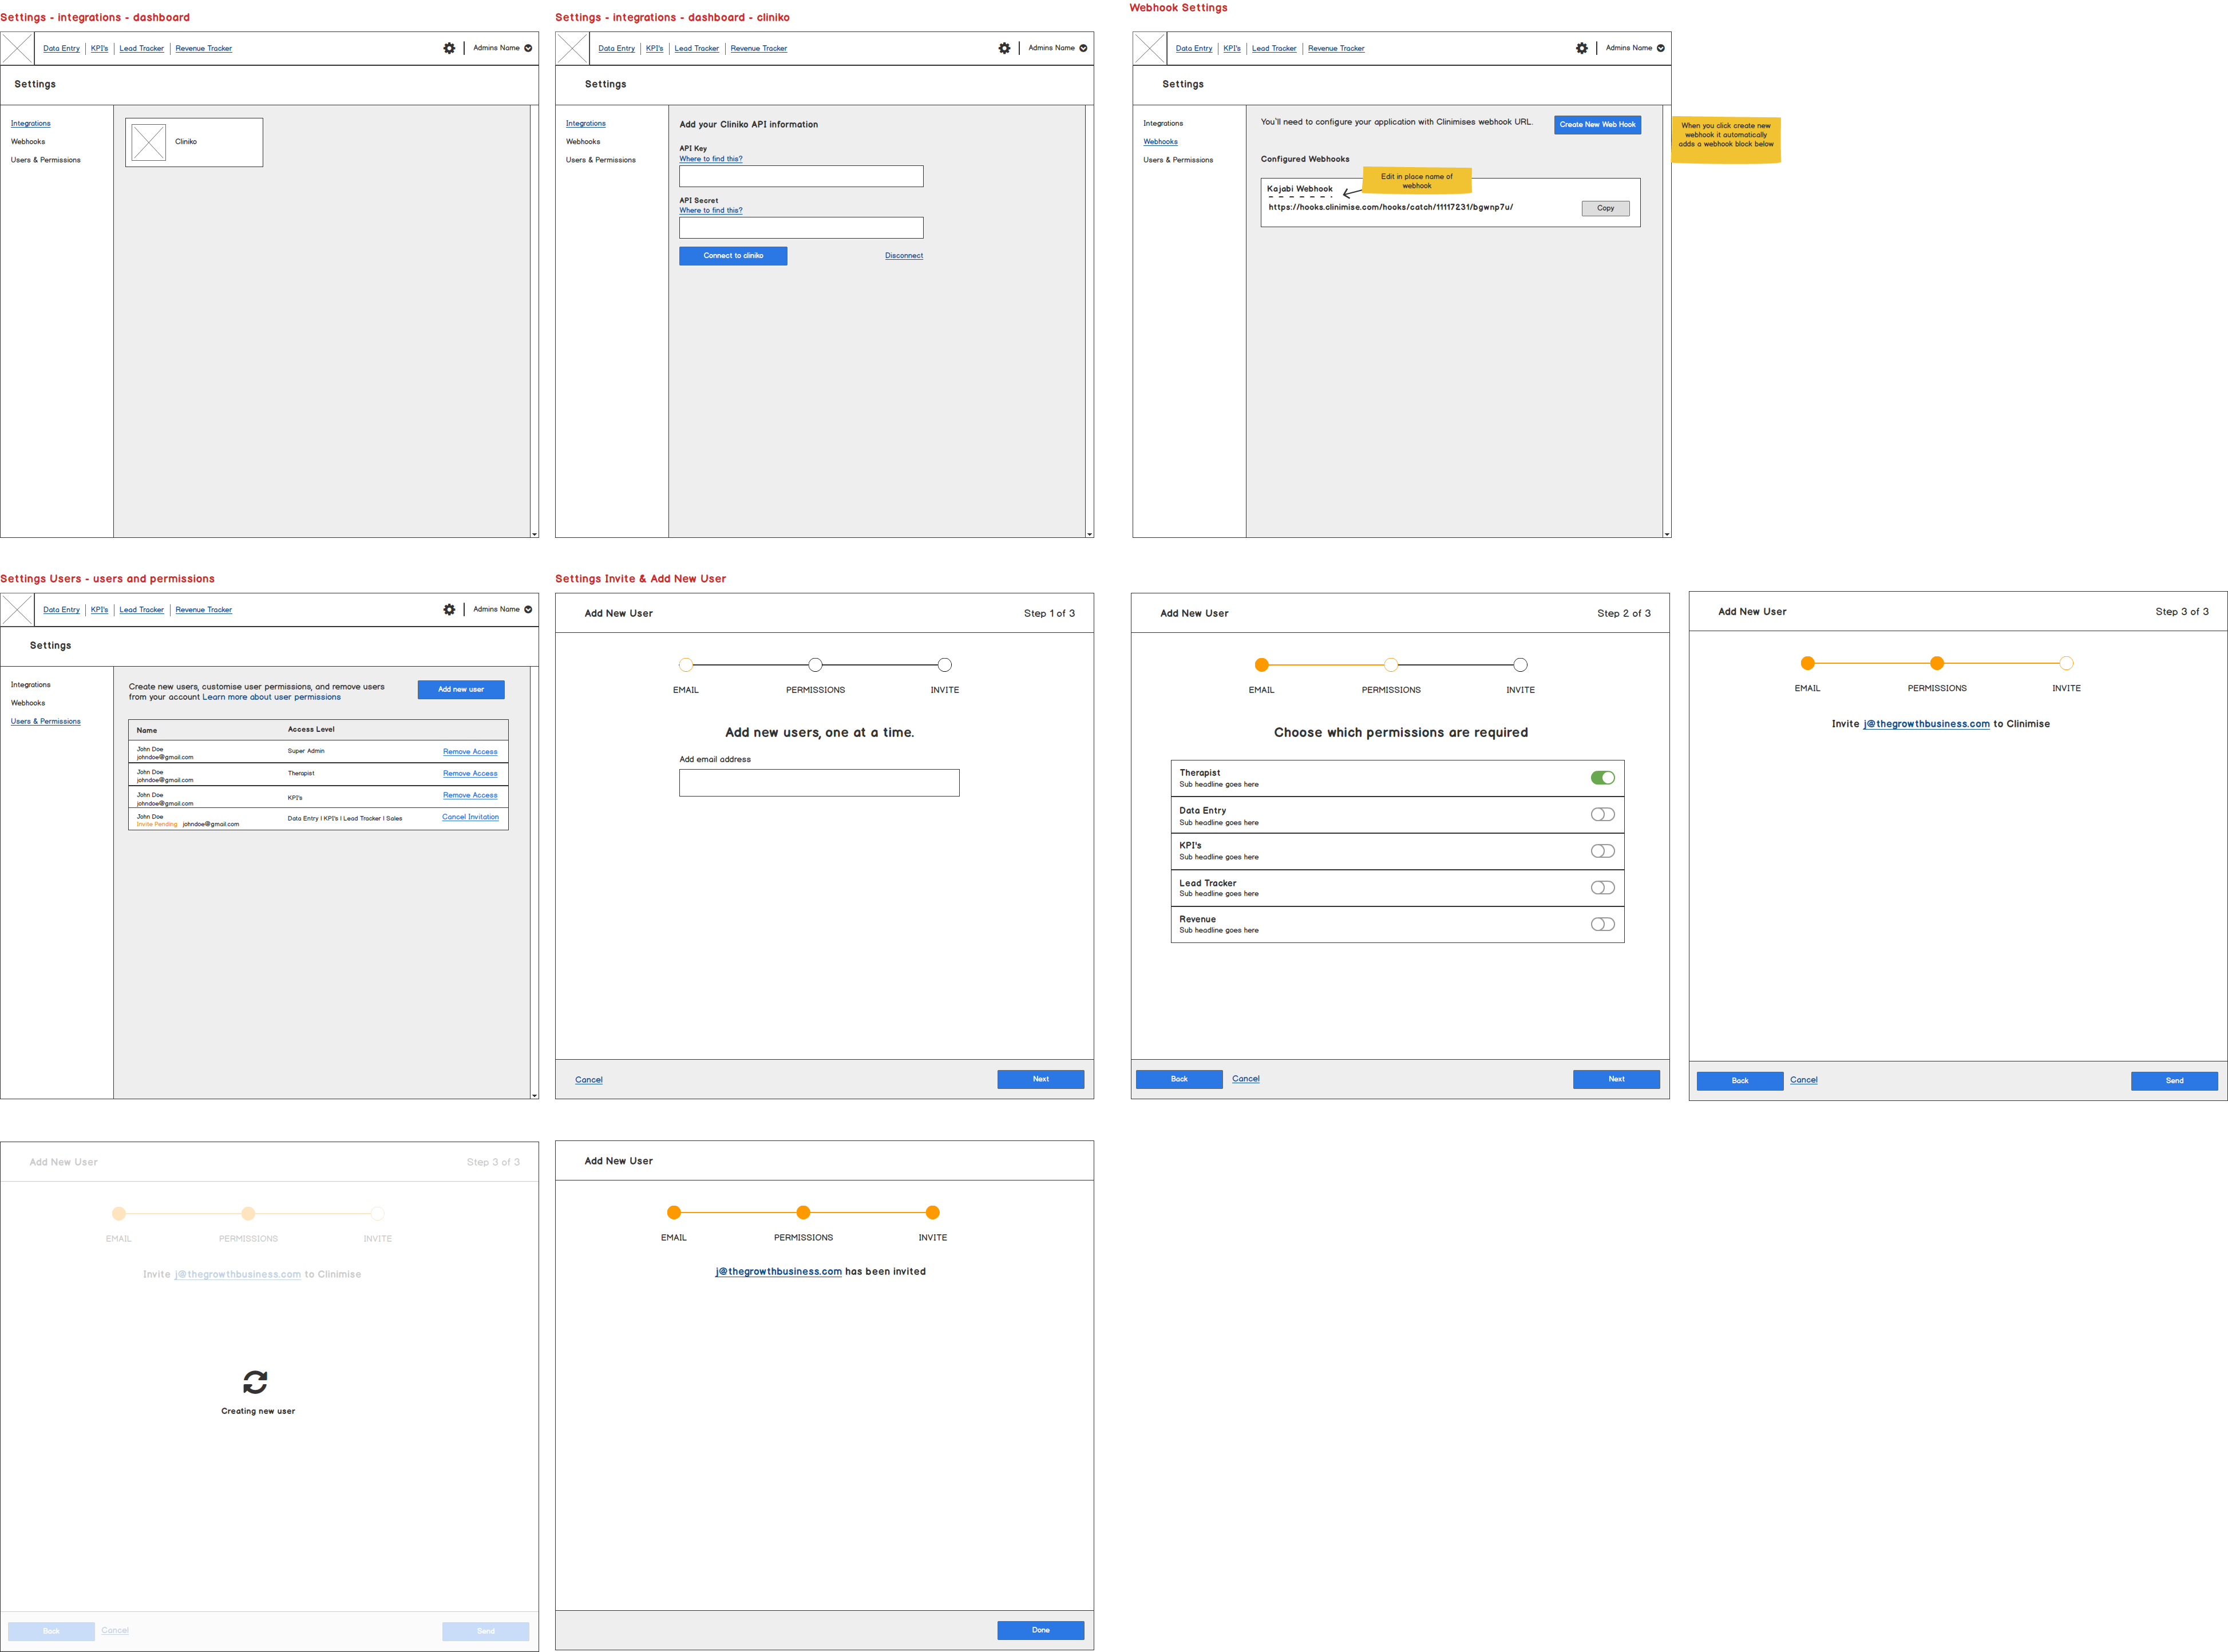 Settings - integrations - dashboard
Data Entry | KPI's | Lead Tracker | Revenue Tracker
Admins Name
Settings
Integrations
Webhooks
Users & Permissions
Cliniko
Settings - integrations - dashboard - cliniko
Data Entry | KPI's | Lead Tracker | Revenue Tracker
Admins Name
Settings
Integrations
Webhooks
Users & Permissions
Add your Cliniko API information
API Key
Where to find this?
API Secret
Where to find this?
Connect to cliniko
Disconnect
Webhook Settings
Data Entry | KPI's | Lead Tracker | Revenue Tracker
Admins Name
Settings
Integrations
Webhooks
Users & Permissions
You'll need to configure your application with Clinimises webhook URL.
Create New Web Hook
Configured Webhooks
Kajabi Webhook
https://hooks.clinimise.com/hooks/catch/11117231/bgwnp7u/
Copy
Edit in place name of
webhook
When you click create new
webhook it automatically
adds a webhook block below
Settings Users - users and permissions
Data Entry | KPI's | Lead Tracker | Revenue Tracker
Admins Name
Settings
Integrations
Webhooks
Users & Permissions
Create new users, customise user permissions, and remove users
from your account Learn more about user permissions
Add new user
Name Access Level
John Doe
johndoe@gmail.com
Super Admin
Remove Access
John Doe
johndoe@gmail.com
Therapist
Remove Access
John Doe
johndoe@gmail.com
KPI's
Remove Access
John Doe
Invite Pending johndoe@gmail.com
Data Entry | KPI's | Lead Tracker | Sales
Cancel Invitation
Settings Invite & Add New User
Add New User
Step 1 of 3
EMAIL PERMISSIONS INVITE
Add new users, one at a time.
Add email address
Cancel
Next
Add New User
Step 2 of 3
EMAIL PERMISSIONS INVITE
Choose which permissions are required
Therapist
Sub headline goes here
Data Entry
Sub headline goes here
KPI's
Sub headline goes here
Lead Tracker
Sub headline goes here
Revenue
Sub headline goes here
Back
Cancel
Next
Add New User
Step 3 of 3
EMAIL PERMISSIONS INVITE
Invite j@thegrowthbusiness.com to Clinimise
Back
Cancel
Send
Add New User
Step 3 of 3
EMAIL PERMISSIONS INVITE
Invite j@thegrowthbusiness.com to Clinimise
Creating new user
Back
Cancel
Send
Add New User
EMAIL PERMISSIONS INVITE
j@thegrowthbusiness.com has been invited
Done